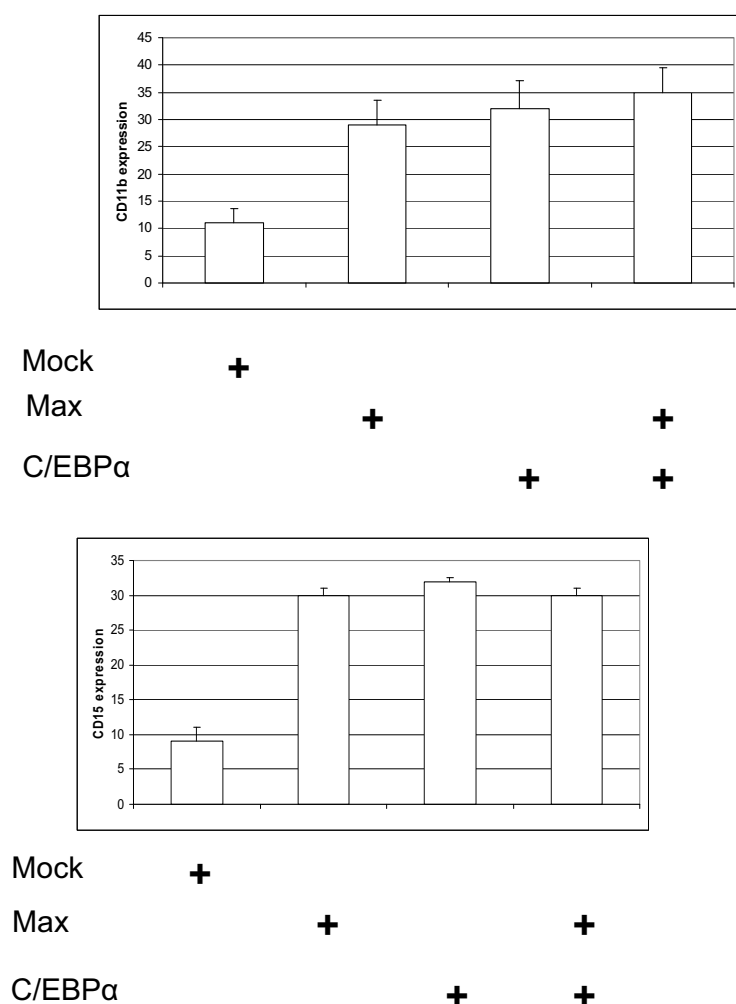 45
40
35
30
25
20
15
10
5
0
CD11b expression
Mock +
Max + +
C/EBPα + +
35
30
25
20
15
10
5
0
CD15 expression
Mock +
Max + +
C/EBPα + +